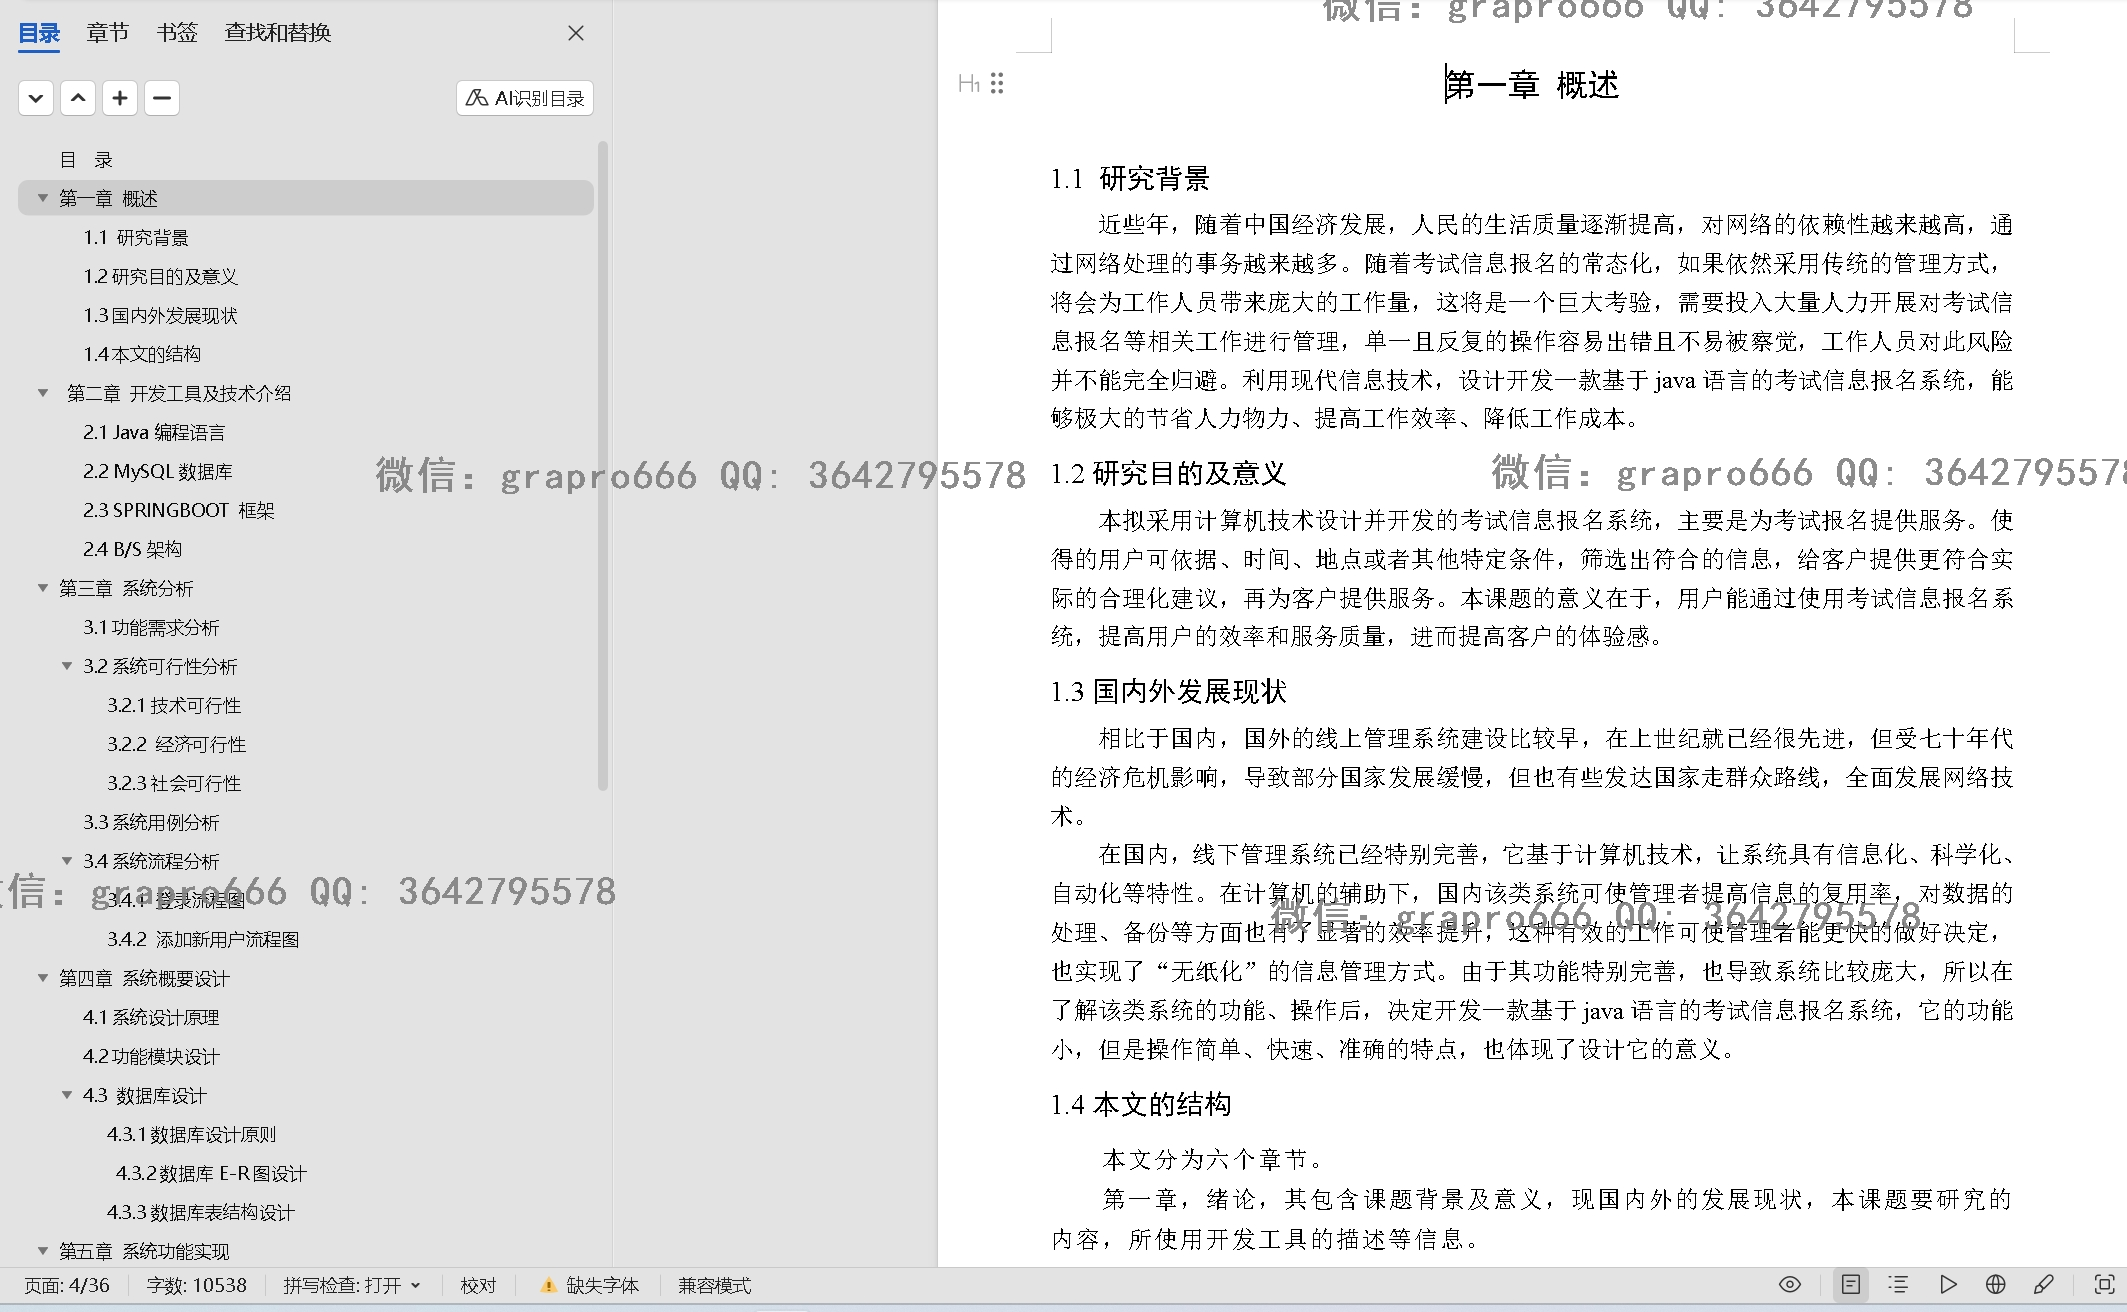 目录 章节 书签 查找和替换
AI识别目录
目 录
第一章 概述
1.1 研究背景
1.2 研究目的及意义
1.3 国内外发展现状
1.4 本文的结构
第二章 开发工具及技术介绍
2.1 Java 编程语言
2.2 MySQL 数据库
2.3 SPRINGBOOT 框架
2.4 B/S 架构
第三章 系统分析
3.1 功能需求分析
3.2 系统可行性分析
3.2.1 技术可行性
3.2.2 经济可行性
3.2.3 社会可行性
3.3 系统用例分析
3.4 系统流程分析
3.4.1 登录流程图
3.4.2 添加新用户流程图
第四章 系统概要设计
4.1 系统设计原理
4.2 功能模块设计
4.3 数据库设计
4.3.1 数据库设计原则
4.3.2 数据库 E-R 图设计
4.3.3 数据库表结构设计
第五章 系统功能实现
微信: grapro666 QQ: 3642795578
H1
第一章 概述
1.1 研究背景
近些年，随着中国经济发展，人民的生活质量逐渐提高，对网络的依赖性越来越高，通
过网络处理的事务越来越多。随着考试信息报名的常态化，如果依然采用传统的管理方式，
将会为工作人员带来庞大的工作量，这将是一个巨大考验，需要投入大量人力开展对考试信
息报名等相关工作进行管理，单一且反复的操作容易出错且不易被察觉，工作人员对此风险
并不能完全归避。利用现代信息技术，设计开发一款基于 java 语言的考试信息报名系统，能
够极大的节省人力物力、提高工作效率、降低工作成本。
微信: grapro666 QQ: 3642795578
1.2 研究目的及意义
微信: grapro666 QQ: 3642795578
本拟采用计算机技术设计并开发的考试信息报名系统，主要是为考试报名提供服务。使
得的用户可依据、时间、地点或者其他特定条件，筛选出符合的信息，给客户提供更符合实
际的合理化建议，再为客户提供服务。本课题的意义在于，用户能通过使用考试信息报名系
统，提高用户的效率和服务质量，进而提高客户的体验感。
1.3 国内外发展现状
相比于国内，国外的线上管理系统建设比较早，在上世纪就已经很先进，但受七十年代
的经济危机影响，导致部分国家发展缓慢，但也有些发达国家走群众路线，全面发展网络技
术。
在国内，线下管理系统已经特别完善，它基于计算机技术，让系统具有信息化、科学化、
自动化等特性。在计算机的辅助下，国内该类系统可使管理者提高信息的复用率，对数据的
处理、备份等方面也有了显著的效率提升，这种有效的工作可使管理者能更快的做好决定，
也实现了“无纸化”的信息管理方式。由于其功能特别完善，也导致系统比较庞大，所以在
了解该类系统的功能、操作后，决定开发一款基于 java 语言的考试信息报名系统，它的功能
小，但是操作简单、快速、准确的特点，也体现了设计它的意义。
微信: grapro666 QQ: 3642795578
信: grapro666 QQ: 3642795578
1.4 本文的结构
本文分为六个章节。
第一章，绪论，其包含课题背景及意义，现国内外的发展现状，本课题要研究的
内容，所使用开发工具的描述等信息。
页面: 4/36 字数: 10538 拼写检查: 打开 校对 缺失字体 兼容模式